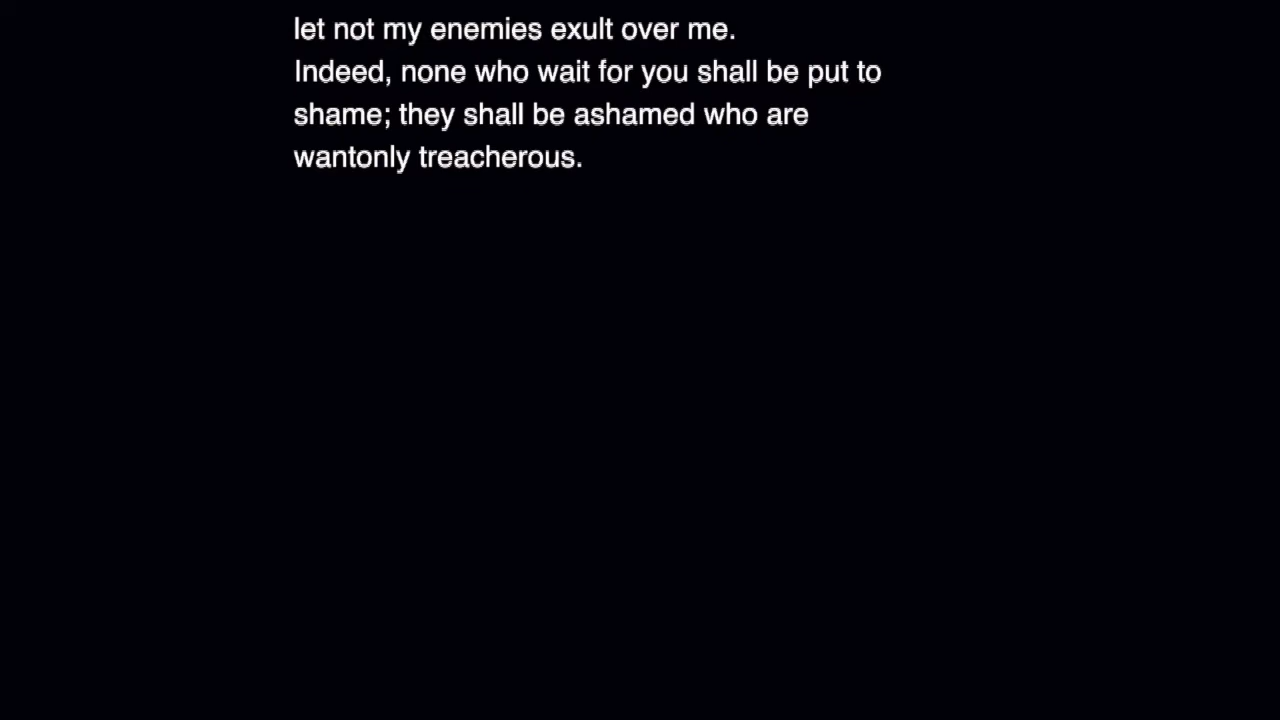 let not my enemies exult over me.
Indeed, none who wait for you shall be put to
shame; they shall be ashamed who are
wantonly treacherous.